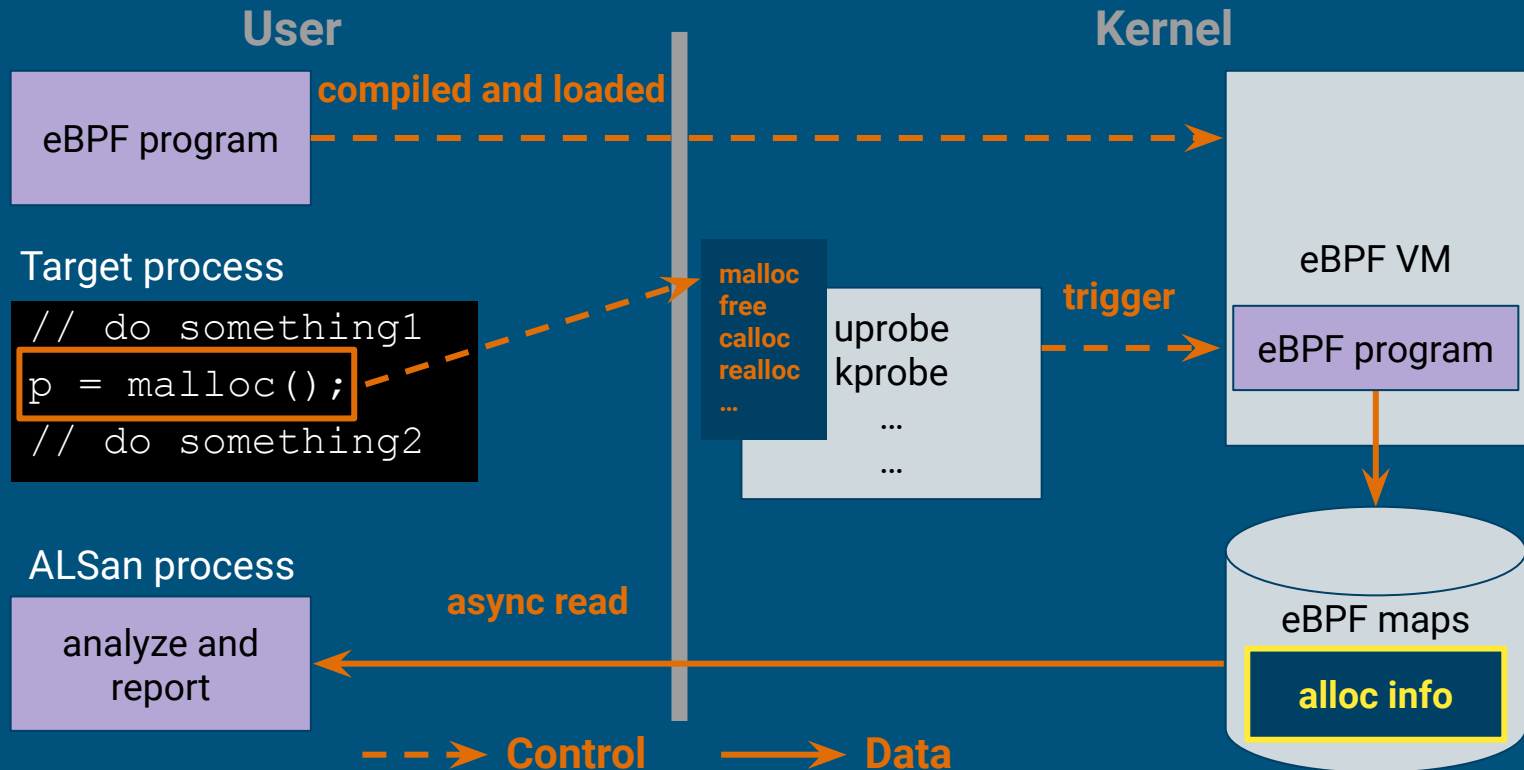 User
Kernel
compiled and loaded
eBPF program
Target process
// do something1
p = malloc();
// do something2
malloc
free
calloc
realloc
…
uprobe
kprobe
…
…
trigger
eBPF VM
eBPF program
ALSan process
analyze and
report
async read
eBPF maps
alloc info
Control
Data